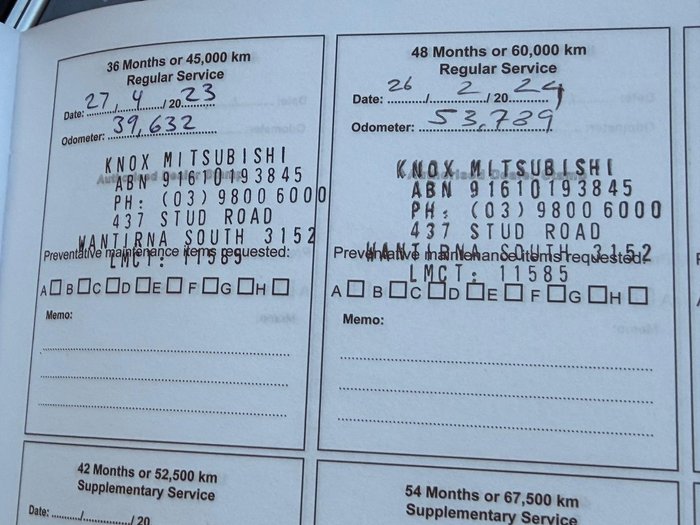 36 Months or 45,000 km
Regular Service
Date: 27/4/2023
Odometer: 39,632
KNOX MITSUBISHI
ABN 91610193845
PH: (03) 9800 6000
437 STUD ROAD
WANTIRNA SOUTH 3152
Preventative maintenance items requested:
LMCT: 11585
A B C D E F G H
Memo:
48 Months or 60,000 km
Regular Service
Date: 26/2/2024
Odometer: 53,789
KNOX MITSUBISHI
ABN 91610193845
PH: (03) 9800 6000
437 STUD ROAD
WANTIRNA SOUTH 3152
Preventative maintenance items requested:
LMCT: 11585
A B C D E F G H
Memo:
42 Months or 52,500 km
Supplementary Service
Date: / /20
54 Months or 67,500 km
Supplementary Service